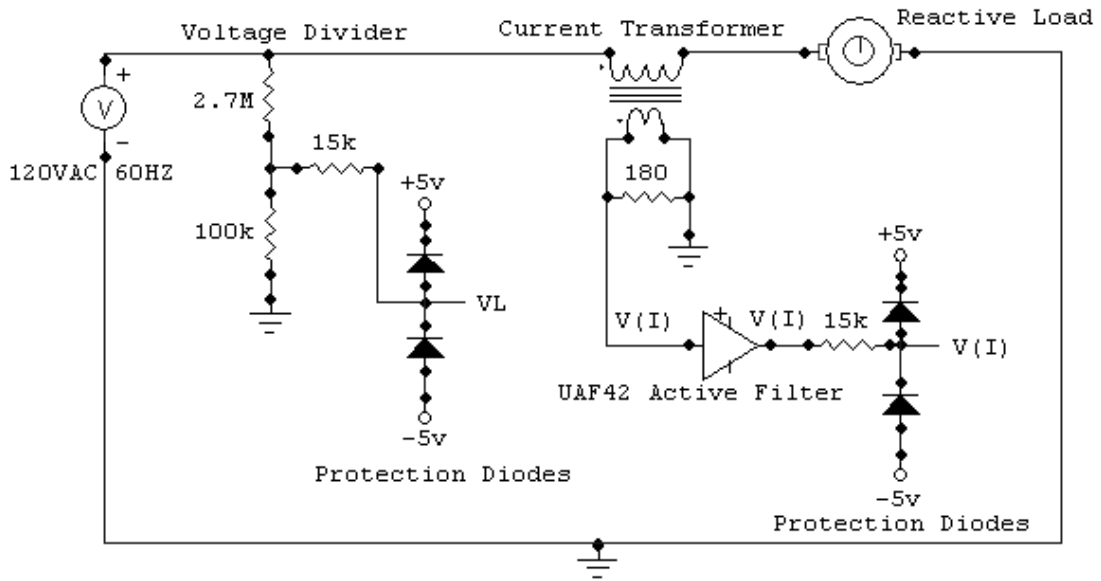 Reactive Load
Current Transformer
Voltage Divider
+
V
-
120VAC 60HZ
2.7M
15k
100k
+5v
VL
-5v
Protection Diodes
180
V(I)
+
V(I)
15k
+5v
V(I)
UAF42 Active Filter
-5v
Protection Diodes